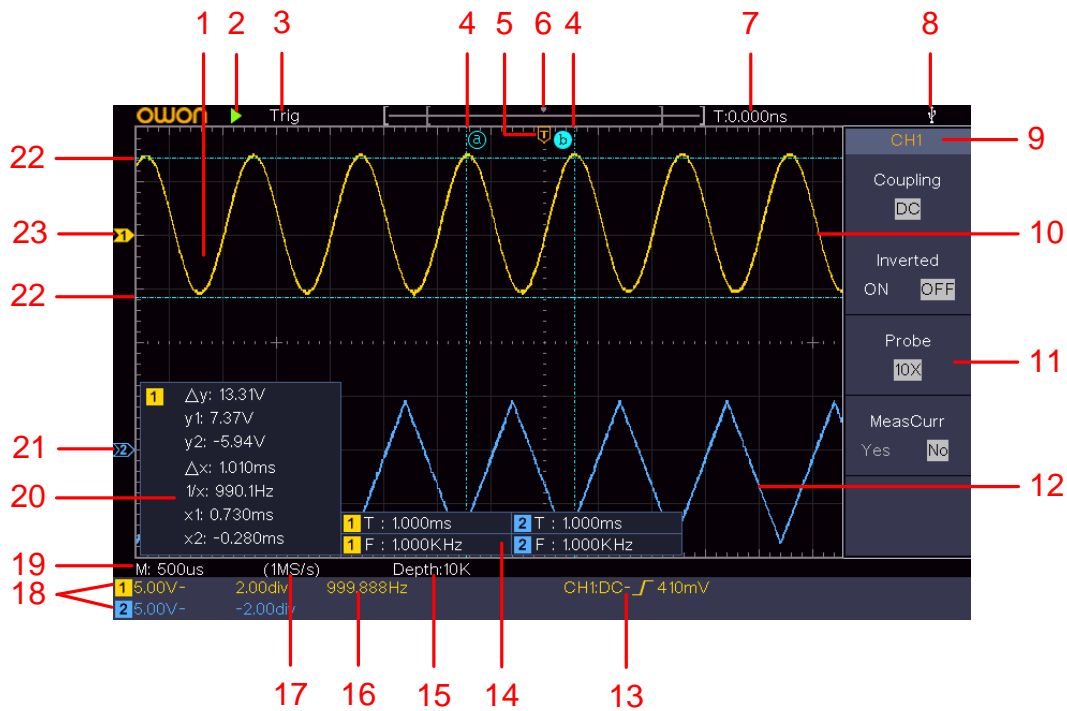 1 2 3 4 5 6 4 7 8
owon Trig T:0.000ns
a T b
22
CH1
9
Coupling
DC
23
1
10
Inverted
ON OFF
22
Probe
10X
11
1 △y: 13.31V
y1: 7.37V
y2: -5.94V
△x: 1.010ms
1/x: 990.1Hz
x1: 0.730ms
x2: -0.280ms
MeasCurr
Yes No
21
2
20
12
1 T : 1.000ms 2 T : 1.000ms
1 F : 1.000KHz 2 F : 1.000KHz
19
M: 500us (1MS/s) Depth:10K
18
1 5.00V- 2.00div 999.888Hz CH1:DC- 410mV
2 5.00V- -2.00div
17 16 15 14 13